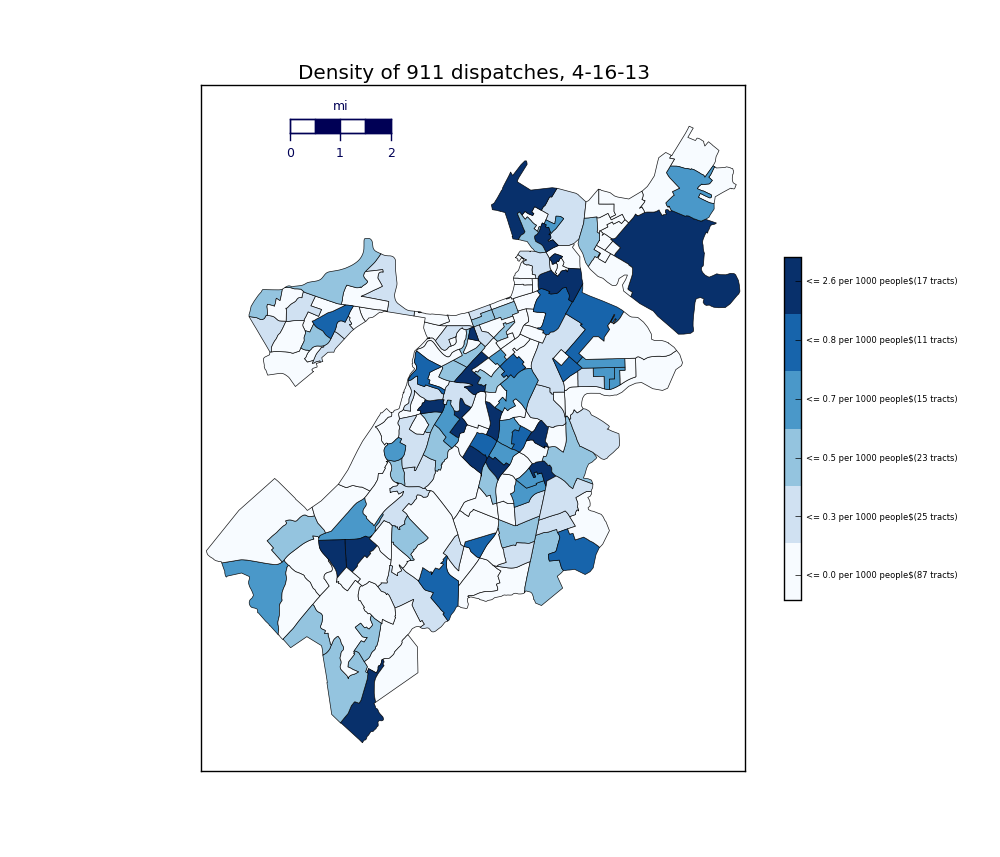 Density of 911 dispatches, 4-16-13
mi
0 1 2
<= 2.6 per 1000 people$(17 tracts)
<= 0.8 per 1000 people$(11 tracts)
<= 0.7 per 1000 people$(15 tracts)
<= 0.5 per 1000 people$(23 tracts)
<= 0.3 per 1000 people$(25 tracts)
<= 0.0 per 1000 people$(87 tracts)